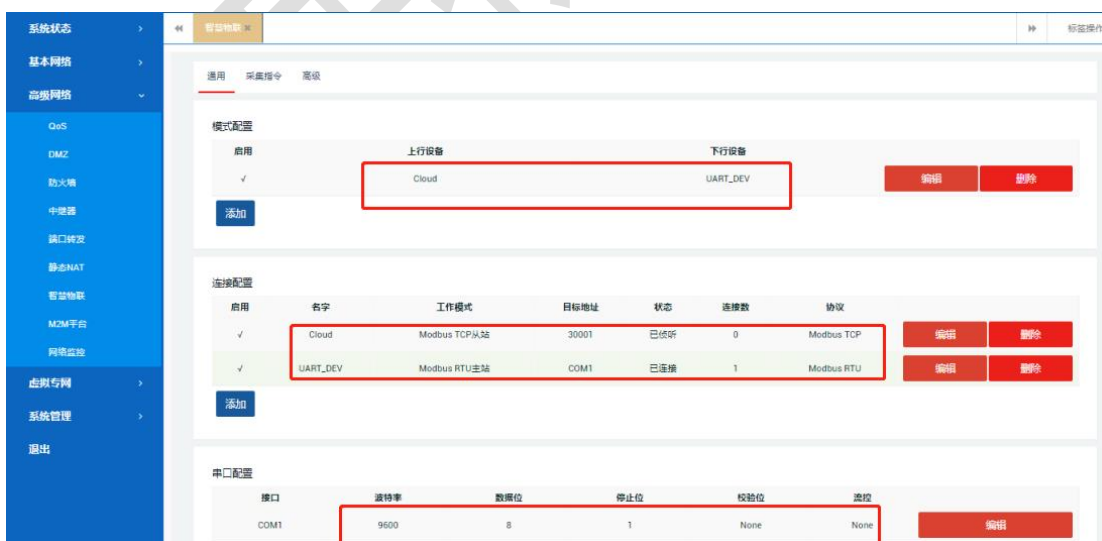 系统状态
基本网络
高级网络
QoS
DMZ
防火墙
中继器
端口转发
静态NAT
智慧物联
M2M平台
网络监控
虚拟专网
系统管理
退出
智慧物联
标签操作
通用 采集指令 高级
模式配置
启用 上行设备 下行设备
√ Cloud UART_DEV 编辑 删除
添加
连接配置
启用 名字 工作模式 目标地址 状态 连接数 协议
√ Cloud Modbus TCP从站 30001 已侦听 0 Modbus TCP 编辑 删除
√ UART_DEV Modbus RTU主站 COM1 已连接 1 Modbus RTU 编辑 删除
添加
串口配置
接口 波特率 数据位 停止位 校验位 流控
COM1 9600 8 1 None None 编辑